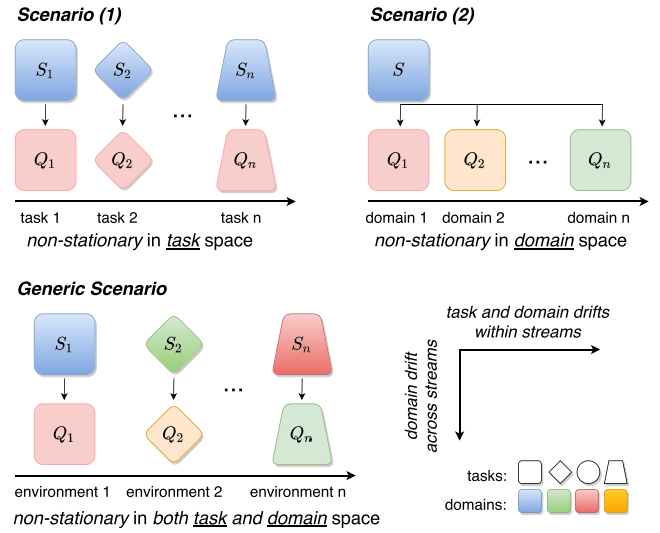 Scenario (1)
S₁ S₂ ... Sₙ
Q₁ Q₂ Qₙ
task 1 task 2 task n
non-stationary in task space
Scenario (2)
S
Q₁ Q₂ ... Qₙ
domain 1 domain 2 domain n
non-stationary in domain space
Generic Scenario
S₁ S₂ ... Sₙ
Q₁ Q₂ Qₙ
environment 1 environment 2 environment n
non-stationary in both task and domain space
task and domain drifts
within streams
domain drift
across streams
tasks:
domains: